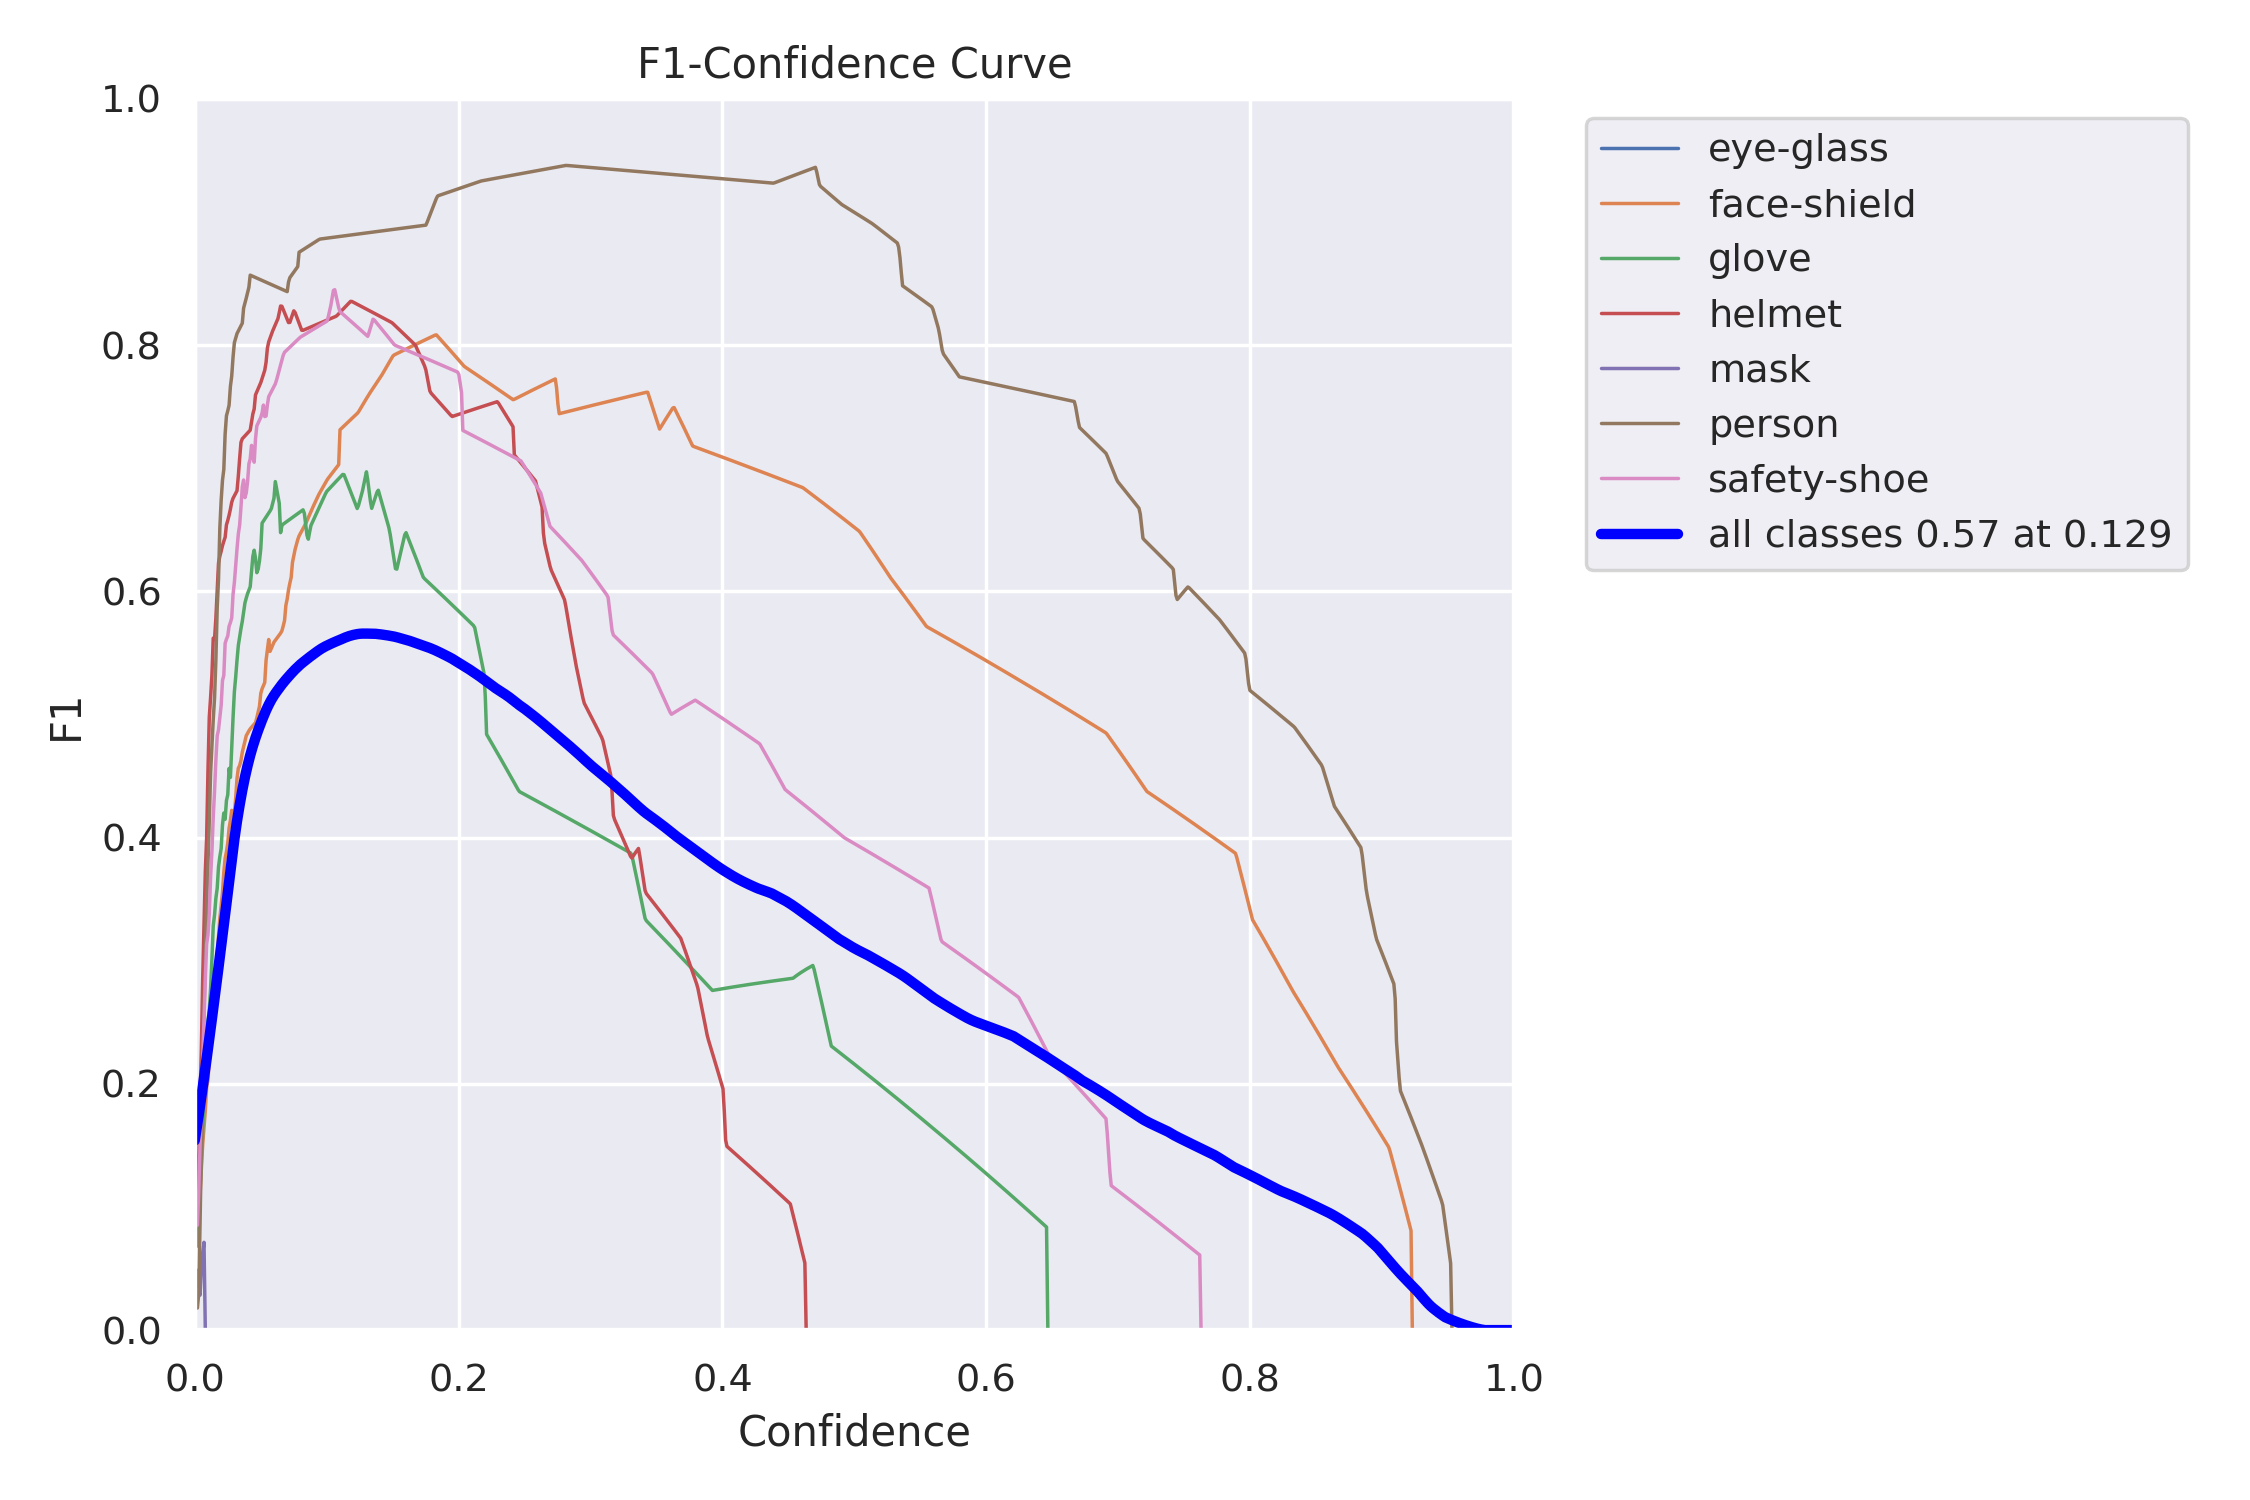 F1-Confidence Curve
1.0
0.8
0.6
0.4
0.2
0.0
F1
0.0 0.2 0.4 0.6 0.8 1.0
Confidence
eye-glass
face-shield
glove
helmet
mask
person
safety-shoe
all classes 0.57 at 0.129